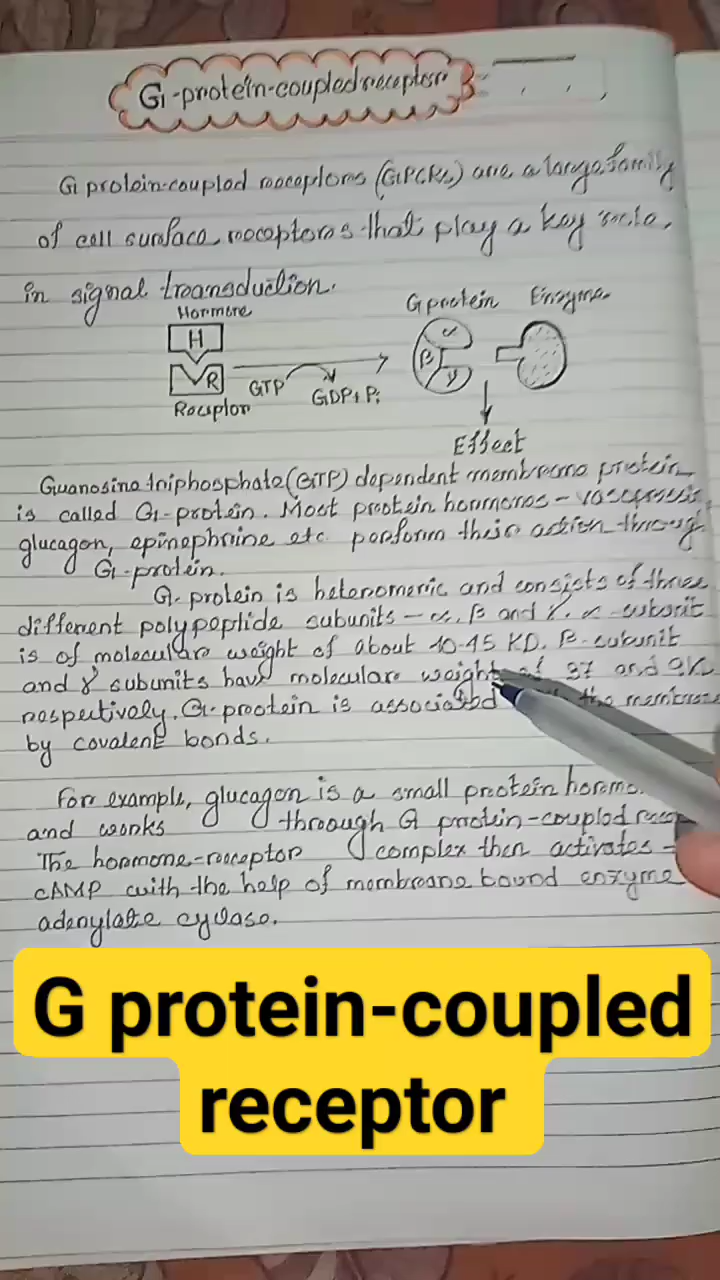 G-protein-coupled receptor
G protein-coupled receptors (GPCRs) are a large family
of cell surface receptors that play a key role,
in signal transduction.
Hormone
H
R
Receptor
GTP
GDP+Pi
G protein
α
β
γ
Enzyme
Effect
Guanosine triphosphate (GTP) dependent membrane protein
is called G-protein. Most protein hormones - vasopressin,
glucagon, epinephrine etc. perform their action through
G-protein.
G-protein is heteromeric and consists of three
different polypeptide subunits - α, β and γ. α-subunit
is of molecular weight of about 40-45 KD. β-subunit
and γ subunits have molecular weight of 37 and 9K
respectively. G-protein is associated the membrane
by covalent bonds.
For example, glucagon is a small protein hormo
and works through G protein-coupled recep
The hormone-receptor complex then activates -
cAMP with the help of membrane bound enzyme
adenylate cyclase.
G protein-coupled
receptor